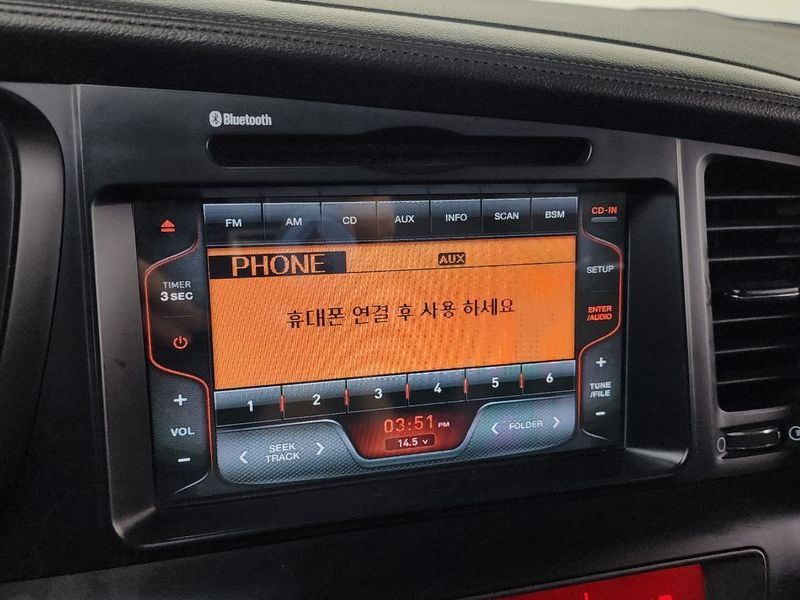 Bluetooth
FM AM CD AUX INFO SCAN BSM CD-IN
PHONE AUX
TIMER
3 SEC
SETUP
휴대폰 연결 후 사용 하세요
ENTER
/AUDIO
+
VOL
-
+
TUNE
/FILE
-
1 2 3 4 5 6
03:51 PM
14.5 v
< SEEK
TRACK >
< FOLDER >